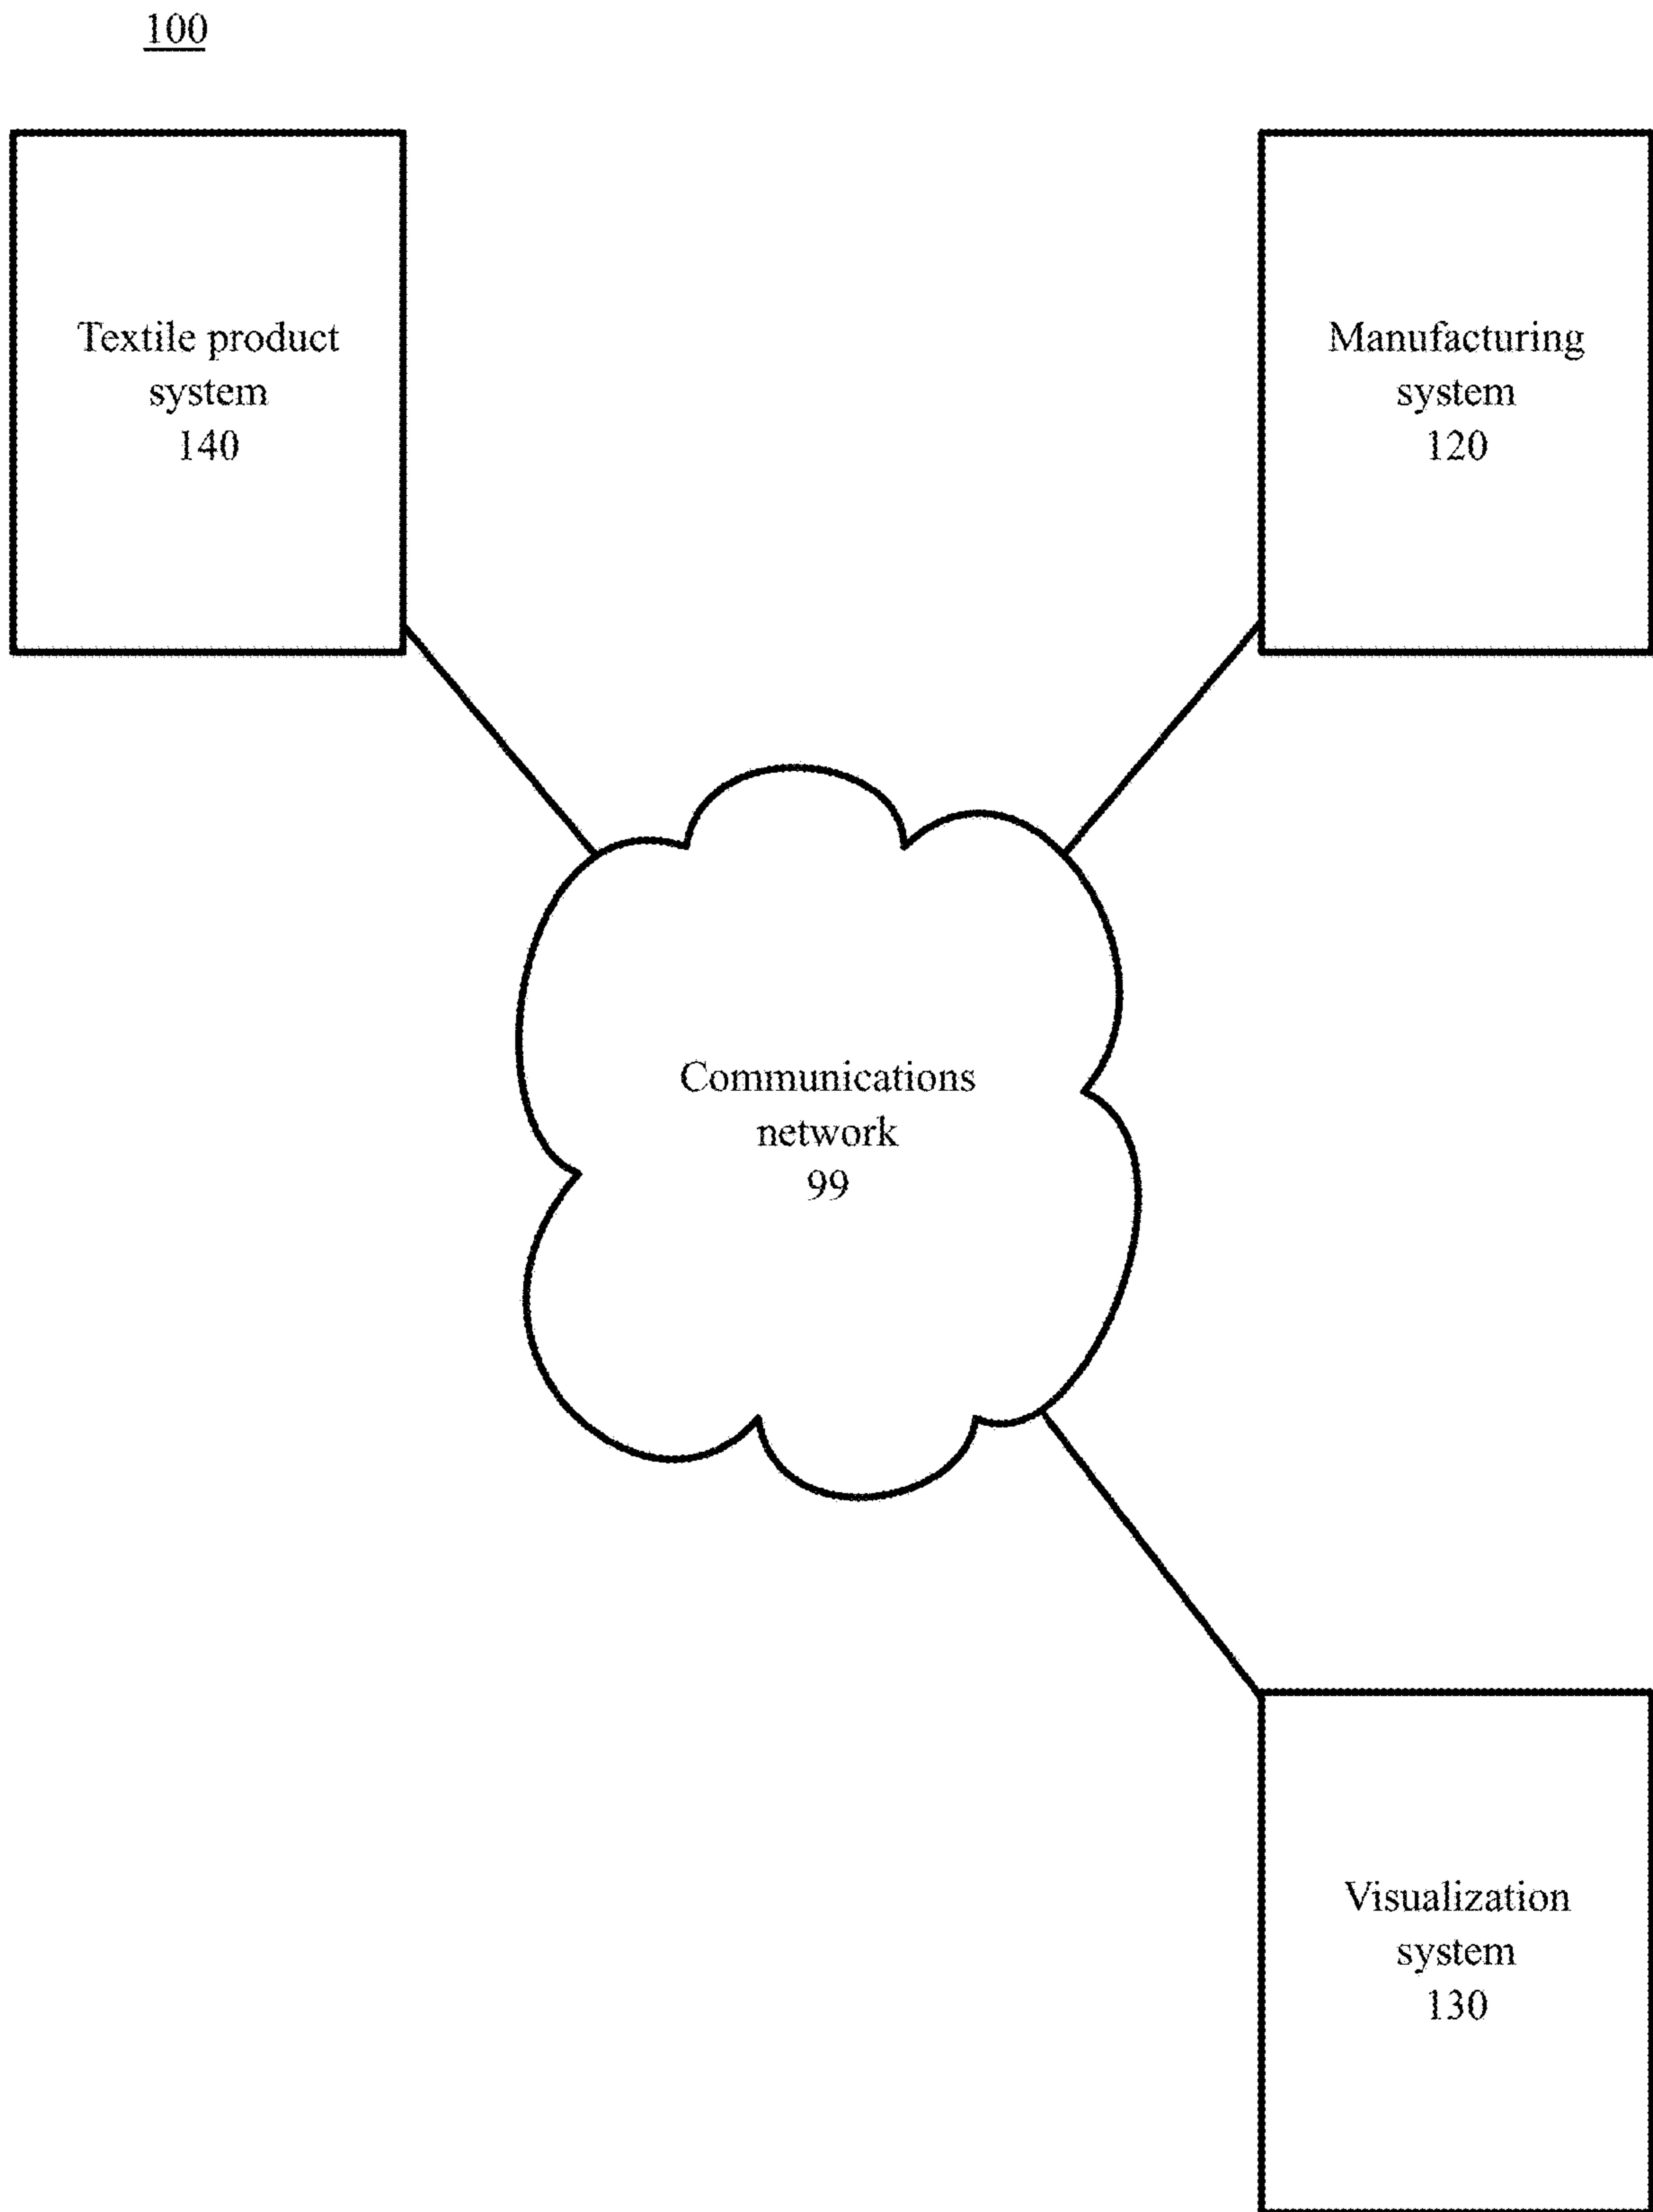 100
Textile product
system
140
Manufacturing
system
120
Communications
network
99
Visualization
system
130